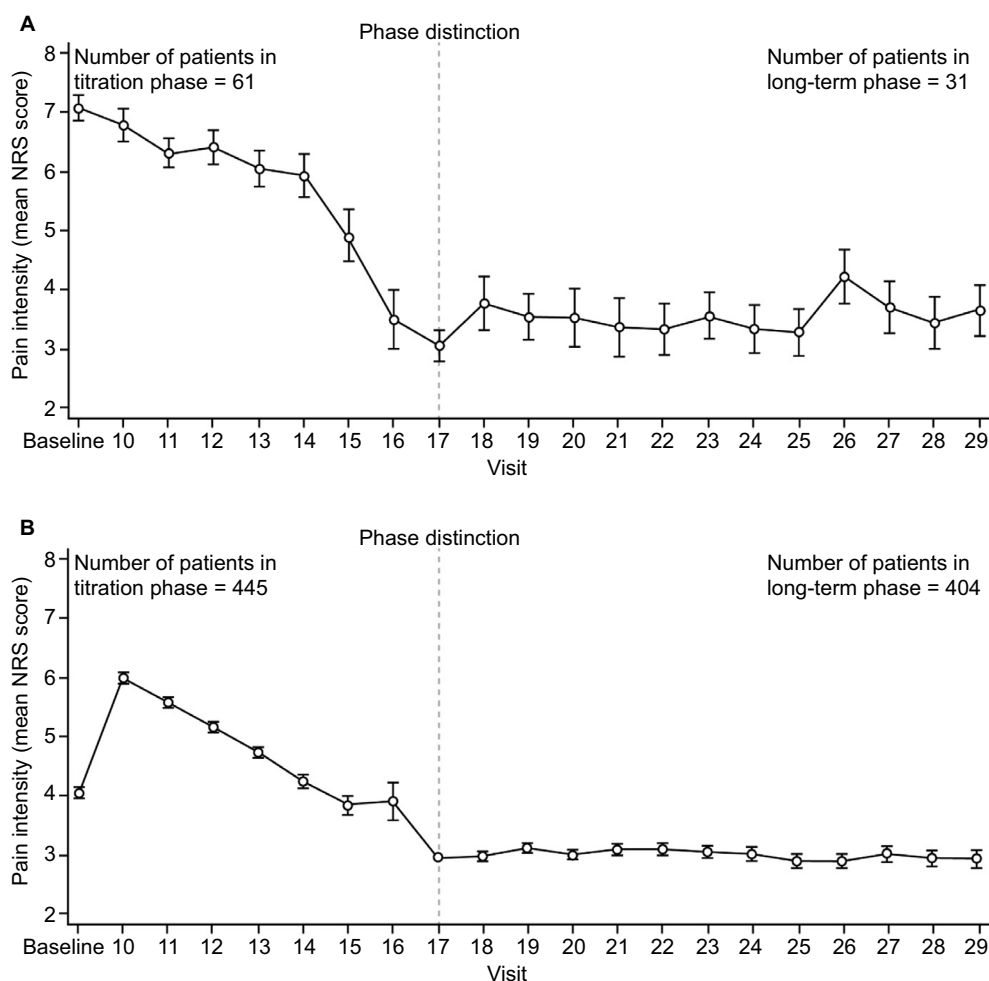 A
Phase distinction
Number of patients in
titration phase = 61
Number of patients in
long-term phase = 31
Pain intensity (mean NRS score)
8
7
6
5
4
3
2
Baseline 10 11 12 13 14 15 16 17 18 19 20 21 22 23 24 25 26 27 28 29
Visit
B
Phase distinction
Number of patients in
titration phase = 445
Number of patients in
long-term phase = 404
Pain intensity (mean NRS score)
8
7
6
5
4
3
2
Baseline 10 11 12 13 14 15 16 17 18 19 20 21 22 23 24 25 26 27 28 29
Visit